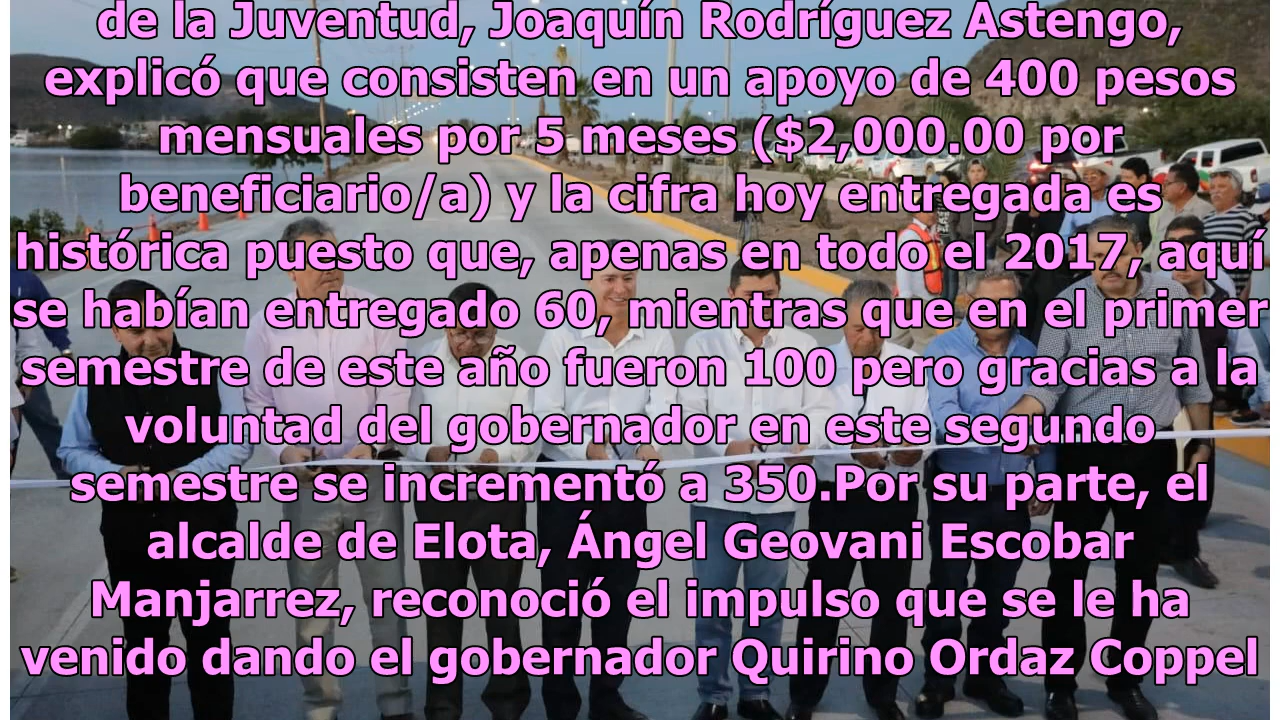 de la Juventud, Joaquín Rodríguez Astengo,
explicó que consisten en un apoyo de 400 pesos
mensuales por 5 meses ($2,000.00 por
beneficiario/a) y la cifra hoy entregada es
histórica puesto que, apenas en todo el 2017, aquí
se habían entregado 60, mientras que en el primer
semestre de este año fueron 100 pero gracias a la
voluntad del gobernador en este segundo
semestre se incrementó a 350.Por su parte, el
alcalde de Elota, Ángel Geovani Escobar
Manjarrez, reconoció el impulso que se le ha
venido dando el gobernador Quirino Ordaz Coppel